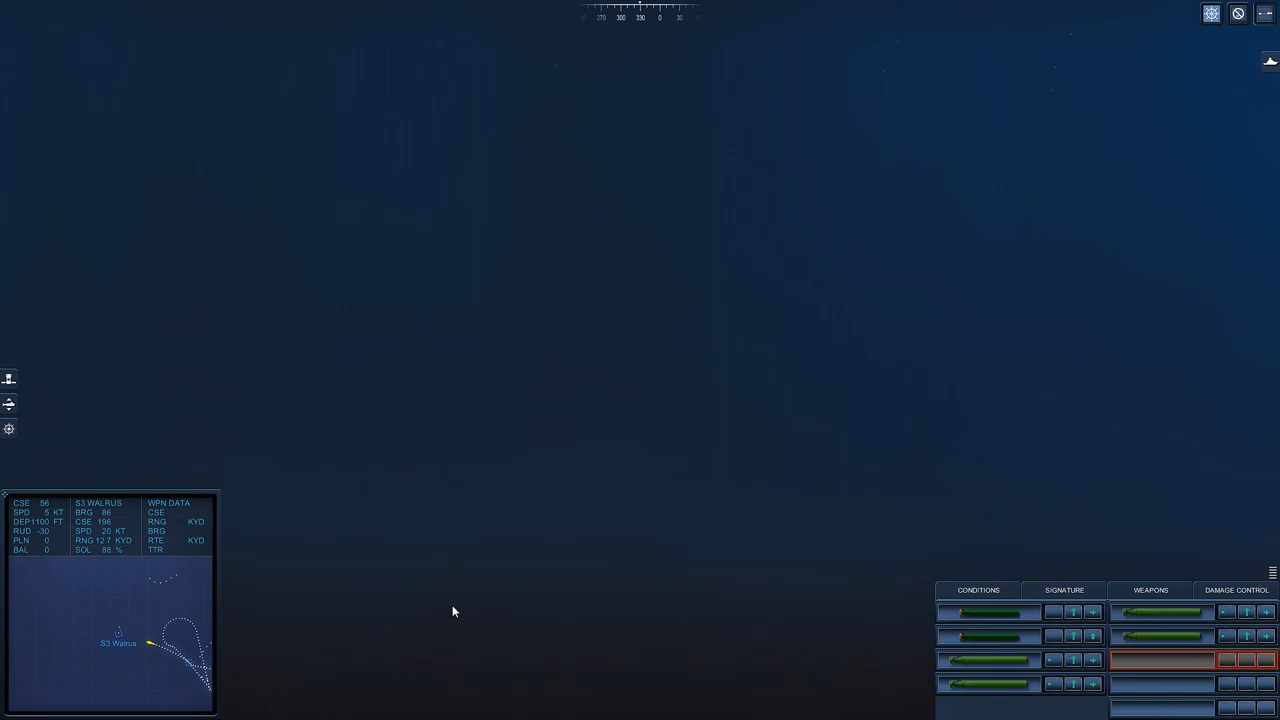 270 300 330 0 30
CSE 56 S3 WALRUS WPN DATA
SPD 5 KT BRG 86 CSE
DEP 1100 FT CSE 196 RNG KYD
RUD -30 SPD 20 KT BRG
PLN 0 RNG 12.7 KYD RTE KYD
BAL 0 SOL 88 % TTR
S3 Walrus
CONDITIONS SIGNATURE WEAPONS DAMAGE CONTROL